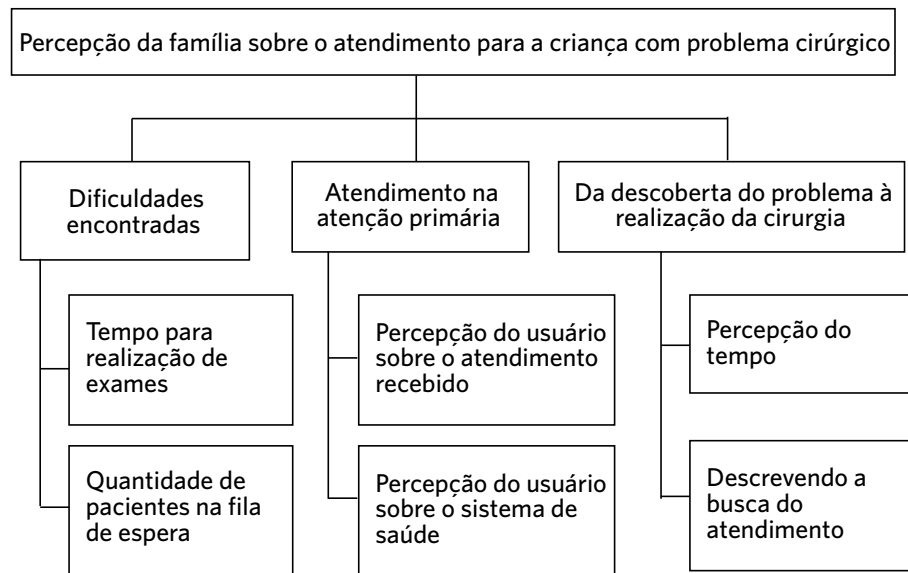 Percepção da família sobre o atendimento para a criança com problema cirúrgico
Dificuldades
encontradas
Atendimento na
atenção primária
Da descoberta do problema à
realização da cirurgia
Tempo para
realização de
exames
Percepção do usuário
sobre o atendimento
recebido
Percepção do
tempo
Quantidade de
pacientes na fila
de espera
Percepção do usuário
sobre o sistema de
saúde
Descrevendo a
busca do
atendimento